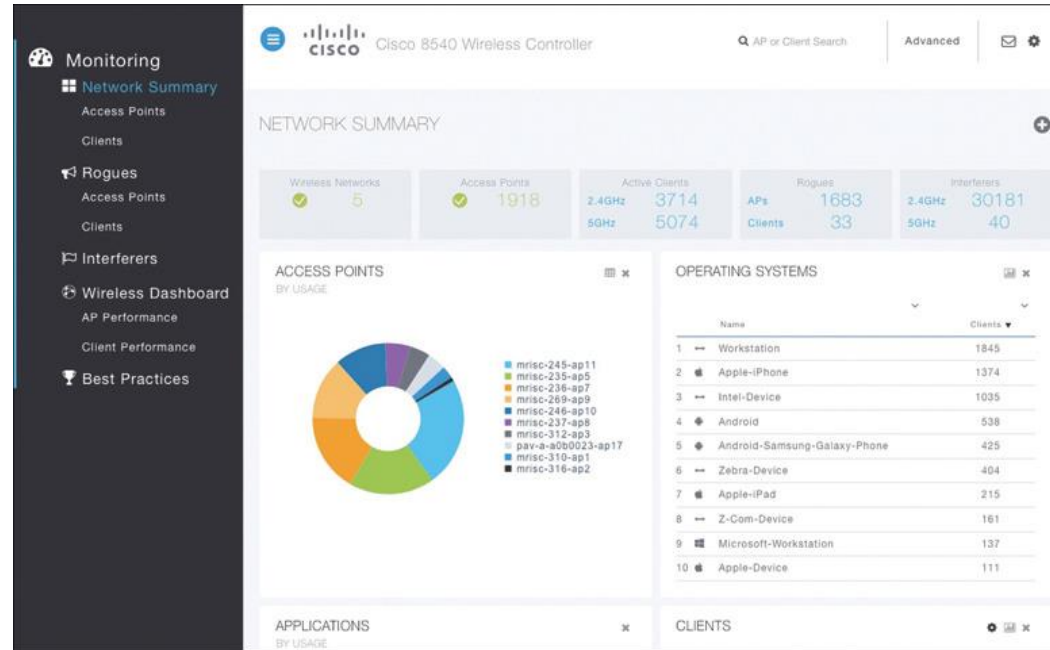 Monitoring
Network Summary
Access Points
Clients
Rogues
Access Points
Clients
Interferers
Wireless Dashboard
AP Performance
Client Performance
Best Practices
CISCO Cisco 8540 Wireless Controller
AP or Client Search
Advanced
NETWORK SUMMARY
Wireless Networks
5
Access Points
1918
Active Clients
2.4GHz 3714
5GHz 5074
Rogues
APs 1683
Clients 33
Interferers
2.4GHz 30181
5GHz 40
ACCESS POINTS
BY USAGE
mrisc-245-ap11
mrisc-235-ap5
mrisc-236-ap7
mrisc-269-ap9
mrisc-246-ap10
mrisc-237-ap8
mrisc-312-ap3
pav-a-a0b0023-ap17
mrisc-310-ap1
mrisc-316-ap2
OPERATING SYSTEMS
Name Clients ▼
1 Workstation 1845
2 Apple-iPhone 1374
3 Intel-Device 1035
4 Android 538
5 Android-Samsung-Galaxy-Phone 425
6 Zebra-Device 404
7 Apple-iPad 215
8 Z-Com-Device 161
9 Microsoft-Workstation 137
10 Apple-Device 111
APPLICATIONS
BY USAGE
CLIENTS